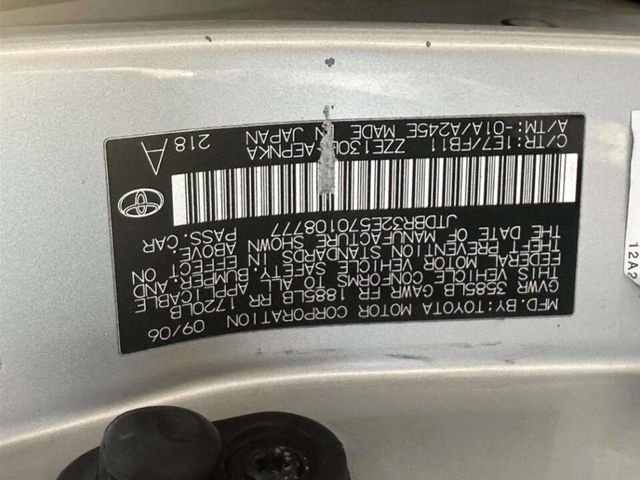 MFD.BY:TOYOTA MOTOR CORPORATION 09/06
GVWR 3585LB GAWR FR 1885LB RR 1720LB
THIS VEHICLE CONFORMS TO ALL APPLICABLE
FEDERAL MOTOR VEHICLE SAFETY, BUMPER, AND
THEFT PREVENTION STANDARDS IN EFFECT ON
THE DATE OF MANUFACTURE SHOWN ABOVE.
JTDBR32E570108777 PASS.CAR
C/TR:1E7/FB11 ZZE130L-AEPNKA 218 A
A/TM:-01A/A245E MADE IN JAPAN
12A2